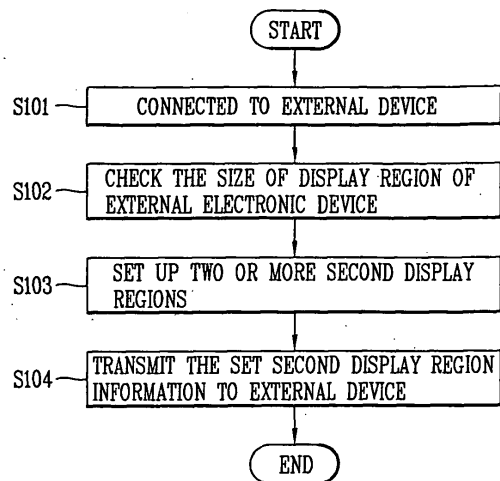 START
S101
CONNECTED TO EXTERNAL DEVICE
S102
CHECK THE SIZE OF DISPLAY REGION OF
EXTERNAL ELECTRONIC DEVICE
S103
SET UP TWO OR MORE SECOND DISPLAY
REGIONS
S104
TRANSMIT THE SET SECOND DISPLAY REGION
INFORMATION TO EXTERNAL DEVICE
END